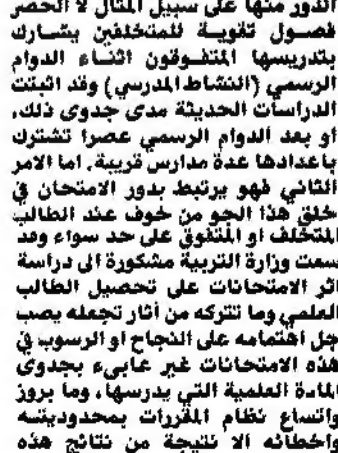 الدور منها على سبيل المثال لا الحصر
فصول تقوية للمتخلفين يشارك
بتدريسها المتفوقون اثناء الدوام
الرسمي (النشاط المدرسي) وقد اثبتت
الدراسات الحديثة مدى جدوى ذلك،
او بعد الدوام الرسمي عصرا تشترك
باعدادها عدة مدارس قريبة. اما الامر
الثاني فهو يرتبط بدور الامتحان في
خلق هذا الجو من خوف عند الطالب
المتخلف او المتفوق على حد سواء وقد
سعت وزارة التربية مشكورة الى دراسة
اثر الامتحانات على تحصيل الطالب
العلمي وما تتركه من آثار تجعله يصب
جل اهتمامه على النجاح او الرسوب في
هذه الامتحانات غير عابىء بجدوى
المادة العلمية التي يدرسها، وما بروز
واتساع نظام المقررات بمحدوديته
واخطائه الا نتيجة من نتائج هذه